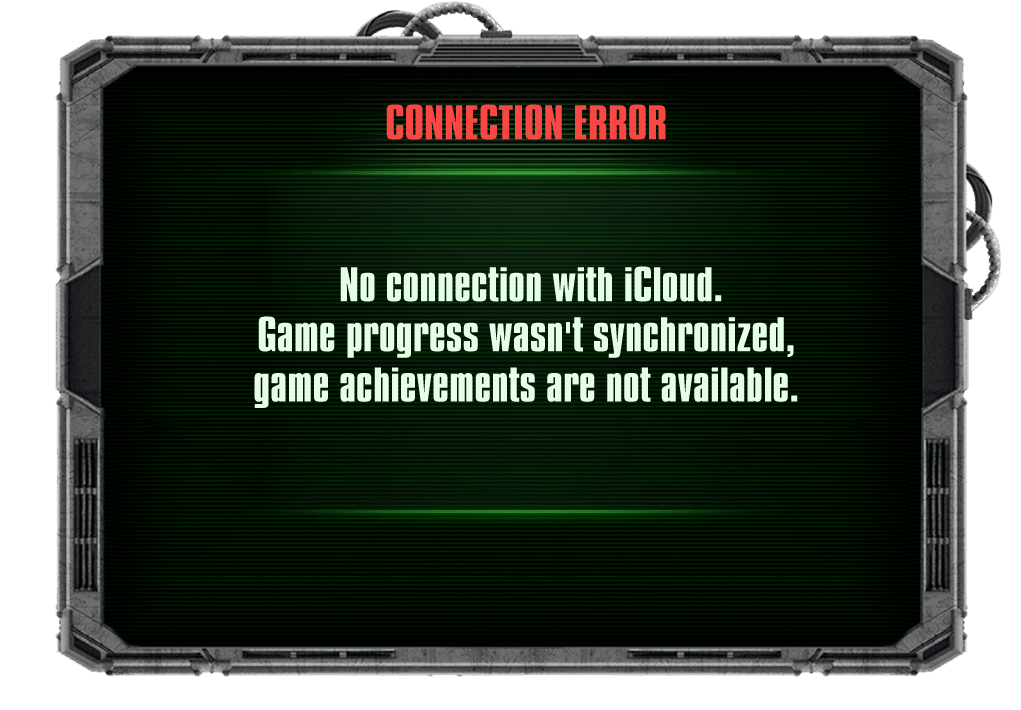 CONNECTION ERROR
No connection with iCloud.
Game progress wasn't synchronized,
game achievements are not available.